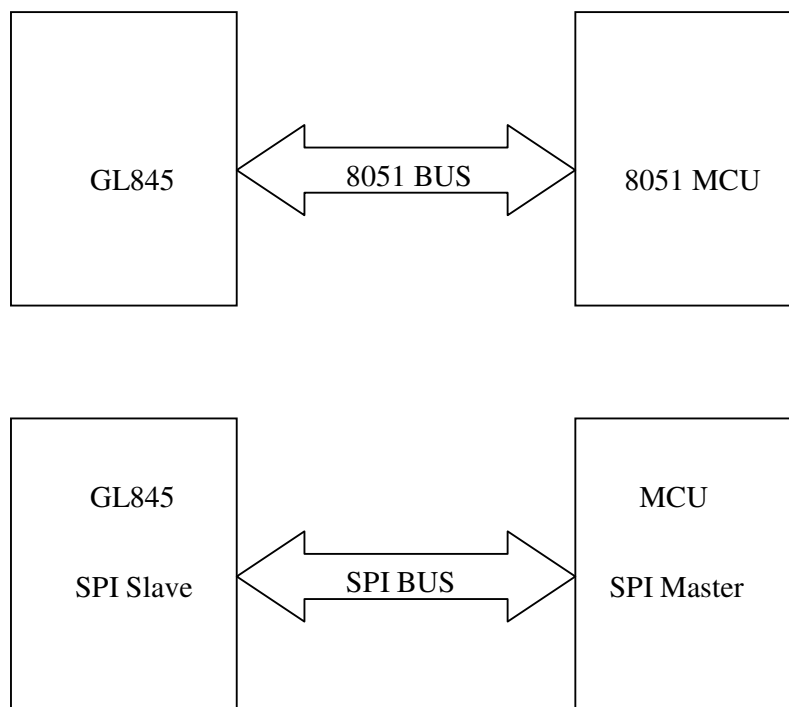 GL845
8051 BUS
8051 MCU
GL845
SPI Slave
SPI BUS
MCU
SPI Master